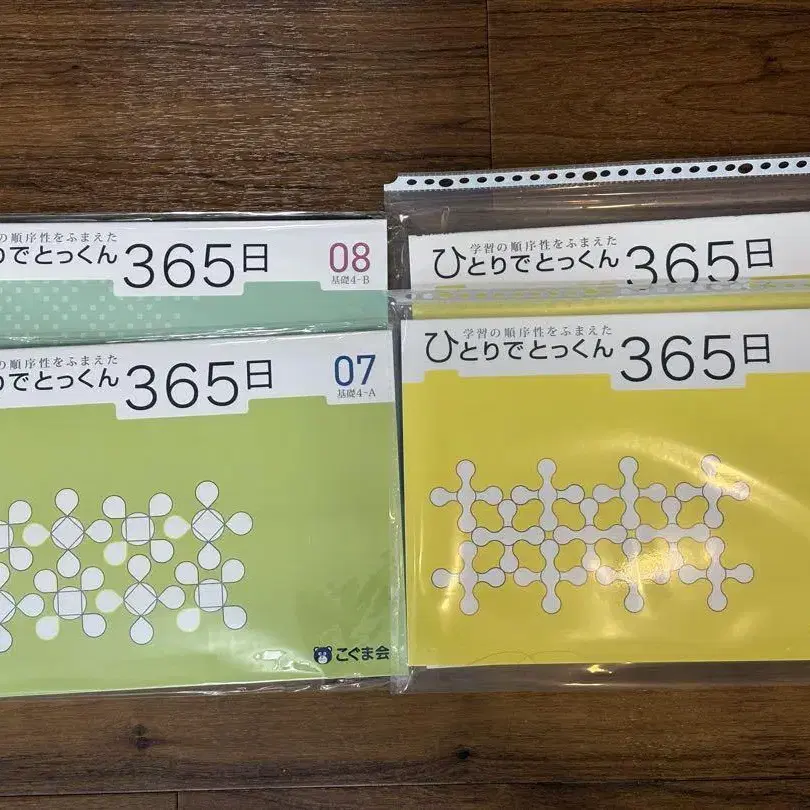 の順序性をふまえた
りでとっくん 365日
08
基礎4-B
学習の順序性をふまえた
ひとりでとっくん 365日
の順序性をふまえた
りでとっくん 365日
07
基礎4-A
こぐま会
学習の順序性をふまえた
ひとりでとっくん 365日